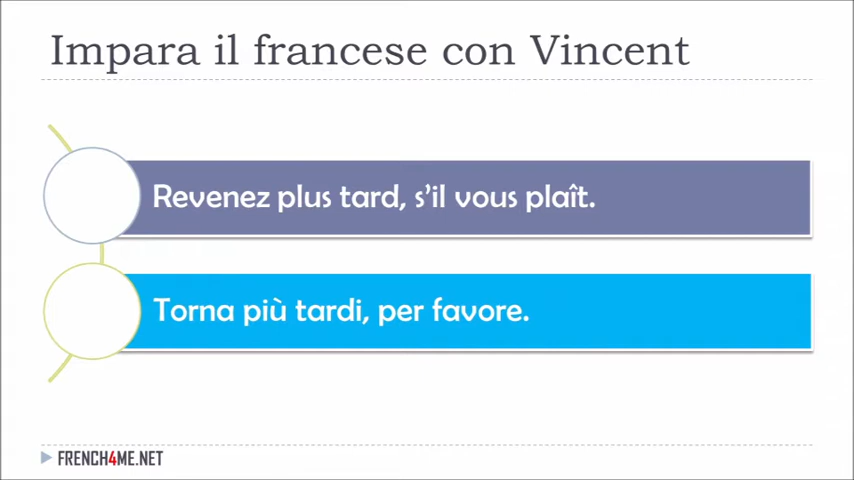 Impara il francese con Vincent
Revenez plus tard, s’il vous plaît.
Torna più tardi, per favore.
FRENCH4ME.NET